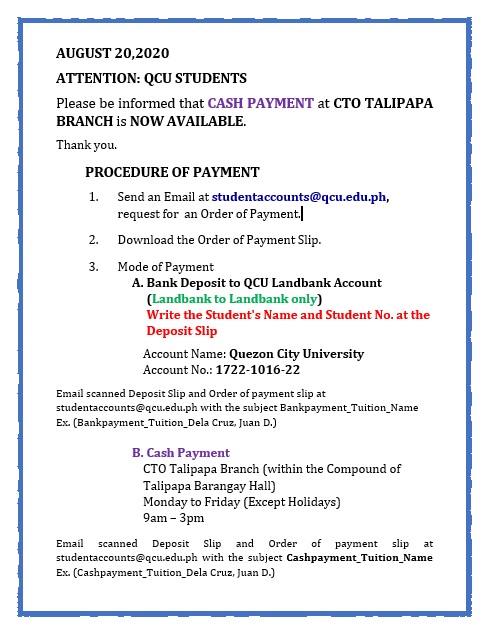 AUGUST 20,2020
ATTENTION: QCU STUDENTS
Please be informed that CASH PAYMENT at CTO TALIPAPA
BRANCH is NOW AVAILABLE.
Thank you.
PROCEDURE OF PAYMENT
1. Send an Email at studentaccounts@qcu.edu.ph,
request for an Order of Payment.
2. Download the Order of Payment Slip.
3. Mode of Payment
A. Bank Deposit to QCU Landbank Account
(Landbank to Landbank only)
Write the Student's Name and Student No. at the
Deposit Slip
Account Name: Quezon City University
Account No.: 1722-1016-22
Email scanned Deposit Slip and Order of payment slip at
studentaccounts@qcu.edu.ph with the subject Bankpayment_Tuition_Name
Ex. (Bankpayment_Tuition_Dela Cruz, Juan D.)
B. Cash Payment
CTO Talipapa Branch (within the Compound of
Talipapa Barangay Hall)
Monday to Friday (Except Holidays)
9am – 3pm
Email scanned Deposit Slip and Order of payment slip at
studentaccounts@qcu.edu.ph with the subject Cashpayment_Tuition_Name
Ex. (Cashpayment_Tuition_Dela Cruz, Juan D.)